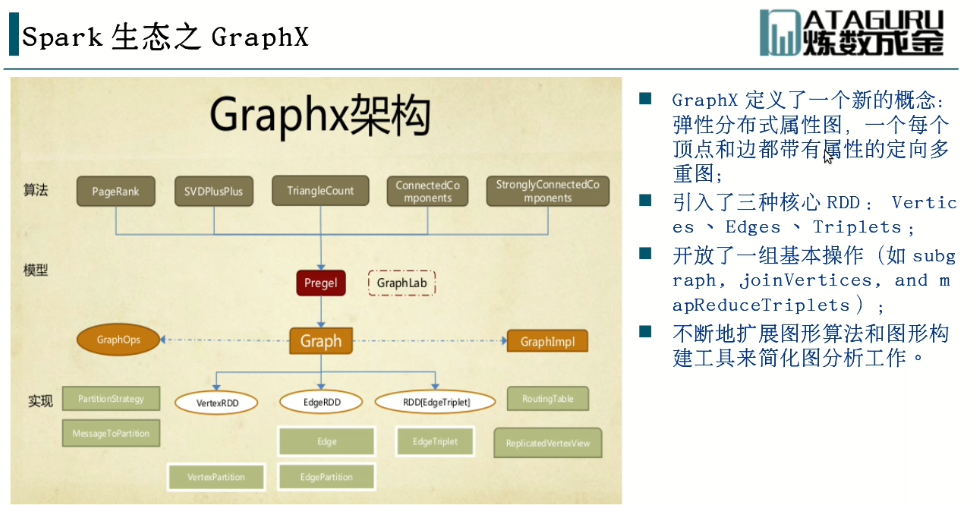 Spark 生态之 GraphX
ATAGURU
炼数成金
Graphx架构
算法
PageRank
SVDPlusPlus
TriangleCount
ConnectedCo
mponents
StronglyConnectedCo
mponents
模型
Pregel
GraphLab
GraphOps
Graph
GraphImpl
实现
PartitionStrategy
VertexRDD
EdgeRDD
RDD[EdgeTriplet]
RoutingTable
MessageToPartition
Edge
EdgeTriplet
ReplicatedVertexView
VertexPartition
EdgePartition
GraphX 定义了一个新的概念:
弹性分布式属性图, 一个每个
顶点和边都带有属性的定向多
重图;
引入了三种核心 RDD : Vertic
es 、Edges 、Triplets ;
开放了一组基本操作（如 subg
raph, joinVertices, and m
apReduceTriplets ）;
不断地扩展图形算法和图形构
建工具来简化图分析工作。